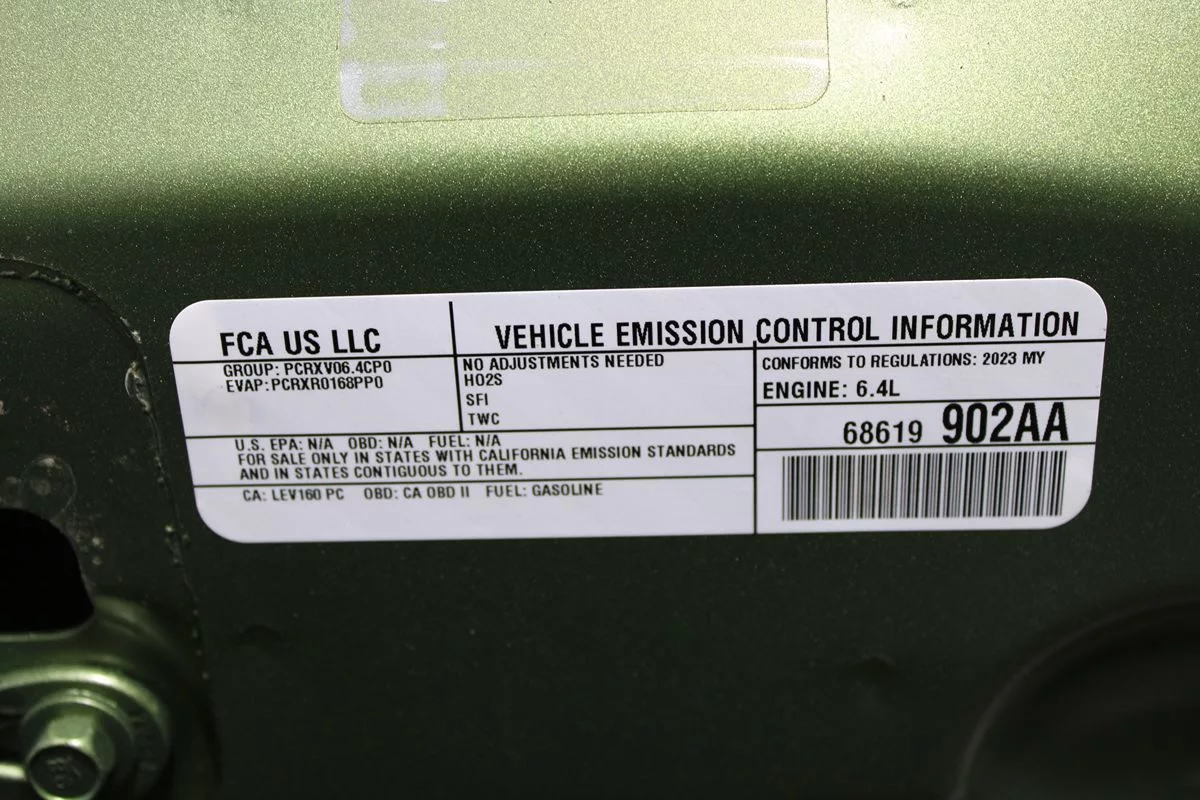 FCA US LLC
VEHICLE EMISSION CONTROL INFORMATION
GROUP: PCRXV06.4CP0
EVAP: PCRXR0168PP0
NO ADJUSTMENTS NEEDED
HO2S
SFI
TWC
CONFORMS TO REGULATIONS: 2023 MY
ENGINE: 6.4L
68619 902AA
U.S. EPA: N/A OBD: N/A FUEL: N/A
FOR SALE ONLY IN STATES WITH CALIFORNIA EMISSION STANDARDS
AND IN STATES CONTIGUOUS TO THEM.
CA: LEV160 PC OBD: CA OBD II FUEL: GASOLINE